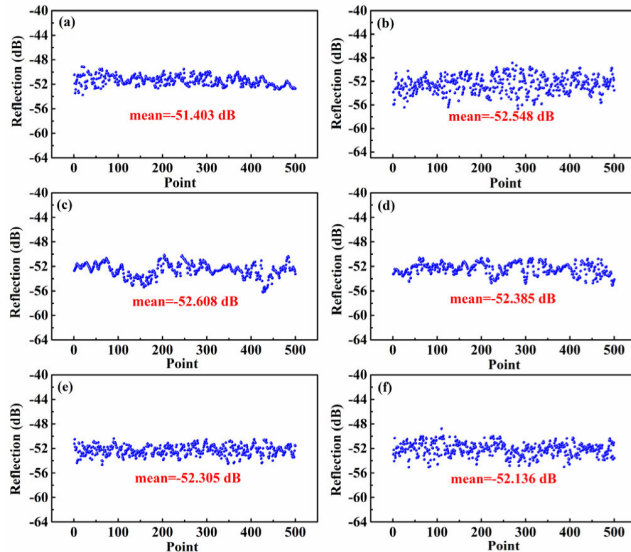 (a)
Reflection (dB)
-40
-44
-48
-52
-56
-60
-64
mean=-51.403 dB
0 100 200 300 400 500
Point
(b)
Reflection (dB)
-40
-44
-48
-52
-56
-60
-64
mean=-52.548 dB
0 100 200 300 400 500
Point
(c)
Reflection (dB)
-40
-44
-48
-52
-56
-60
-64
mean=-52.608 dB
0 100 200 300 400 500
Point
(d)
Reflection (dB)
-40
-44
-48
-52
-56
-60
-64
mean=-52.385 dB
0 100 200 300 400 500
Point
(e)
Reflection (dB)
-40
-44
-48
-52
-56
-60
-64
mean=-52.305 dB
0 100 200 300 400 500
Point
(f)
Reflection (dB)
-40
-44
-48
-52
-56
-60
-64
mean=-52.136 dB
0 100 200 300 400 500
Point